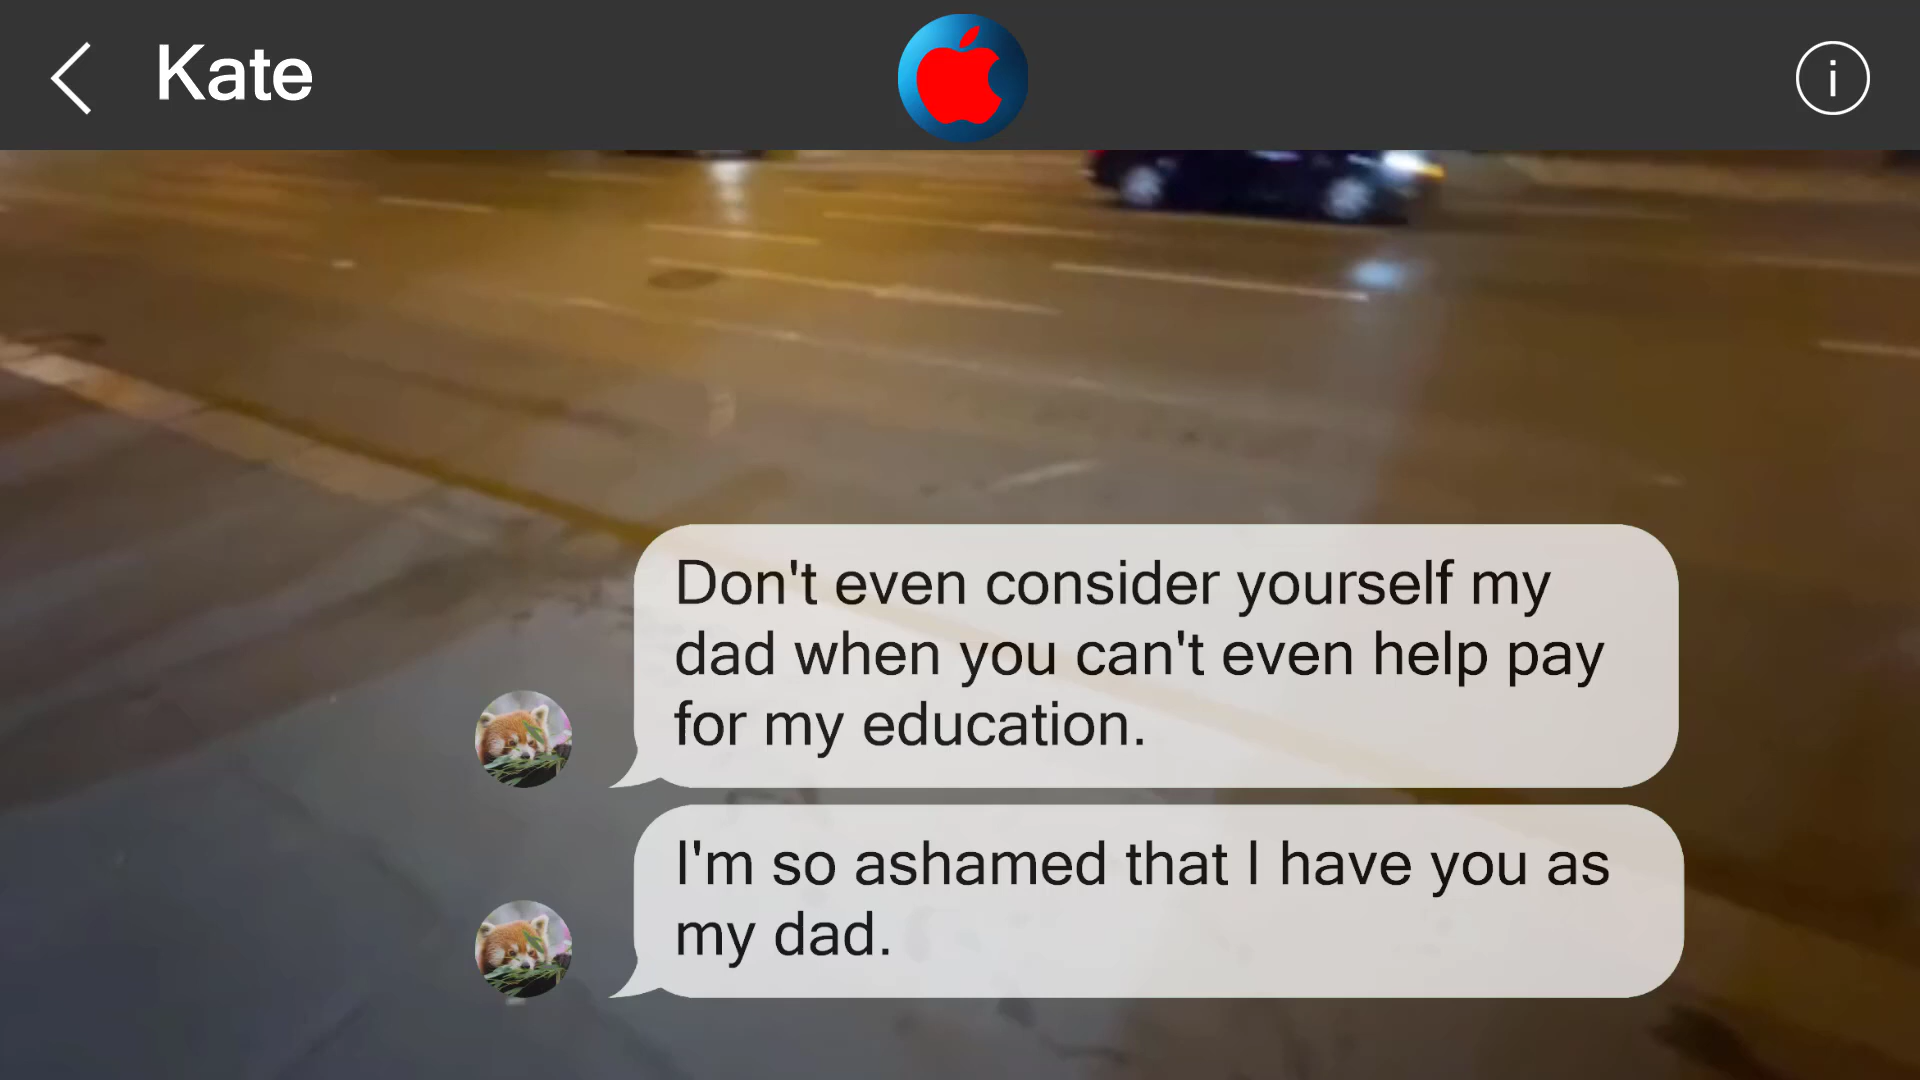 Kate
i
Don't even consider yourself my
dad when you can't even help pay
for my education.
I'm so ashamed that I have you as
my dad.